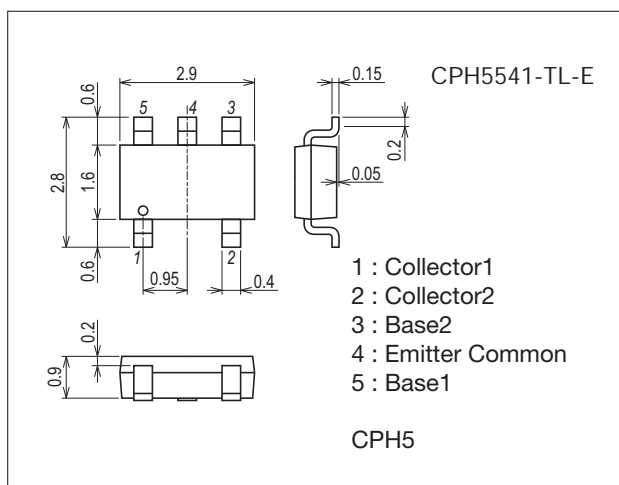 CPH5541-TL-E
2.9
0.15
0.6
5
4
3
0.2
2.8
1.6
0.05
0.6
1
2
0.95
0.4
1 : Collector1
2 : Collector2
3 : Base2
4 : Emitter Common
5 : Base1
0.2
0.9
CPH5